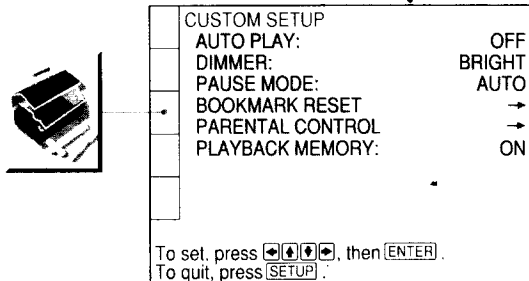 CUSTOM SETUP
AUTO PLAY: OFF
DIMMER: BRIGHT
PAUSE MODE: AUTO
BOOKMARK RESET →
PARENTAL CONTROL →
PLAYBACK MEMORY: ON
To set, press ←↑↓→, then ENTER.
To quit, press SETUP.